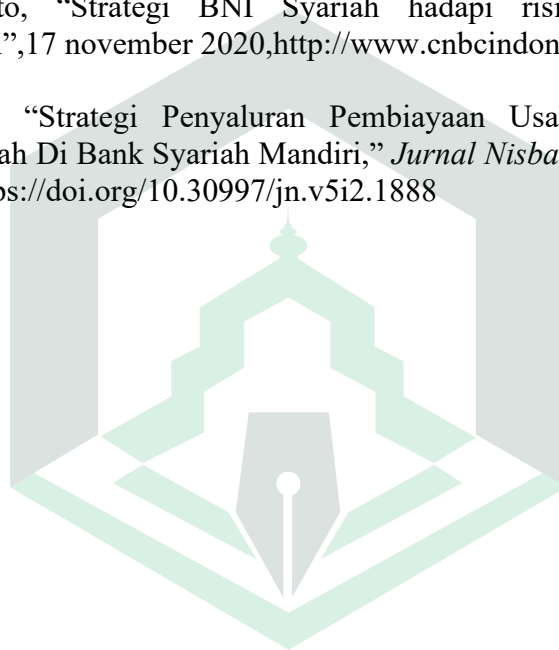 to, “Strategi BNI Syariah hadapi risi
”,17 november 2020,http://www.cnbcindon
“Strategi Penyaluran Pembiayaan Usa
ah Di Bank Syariah Mandiri,” Jurnal Nisba
ps://doi.org/10.30997/jn.v5i2.1888